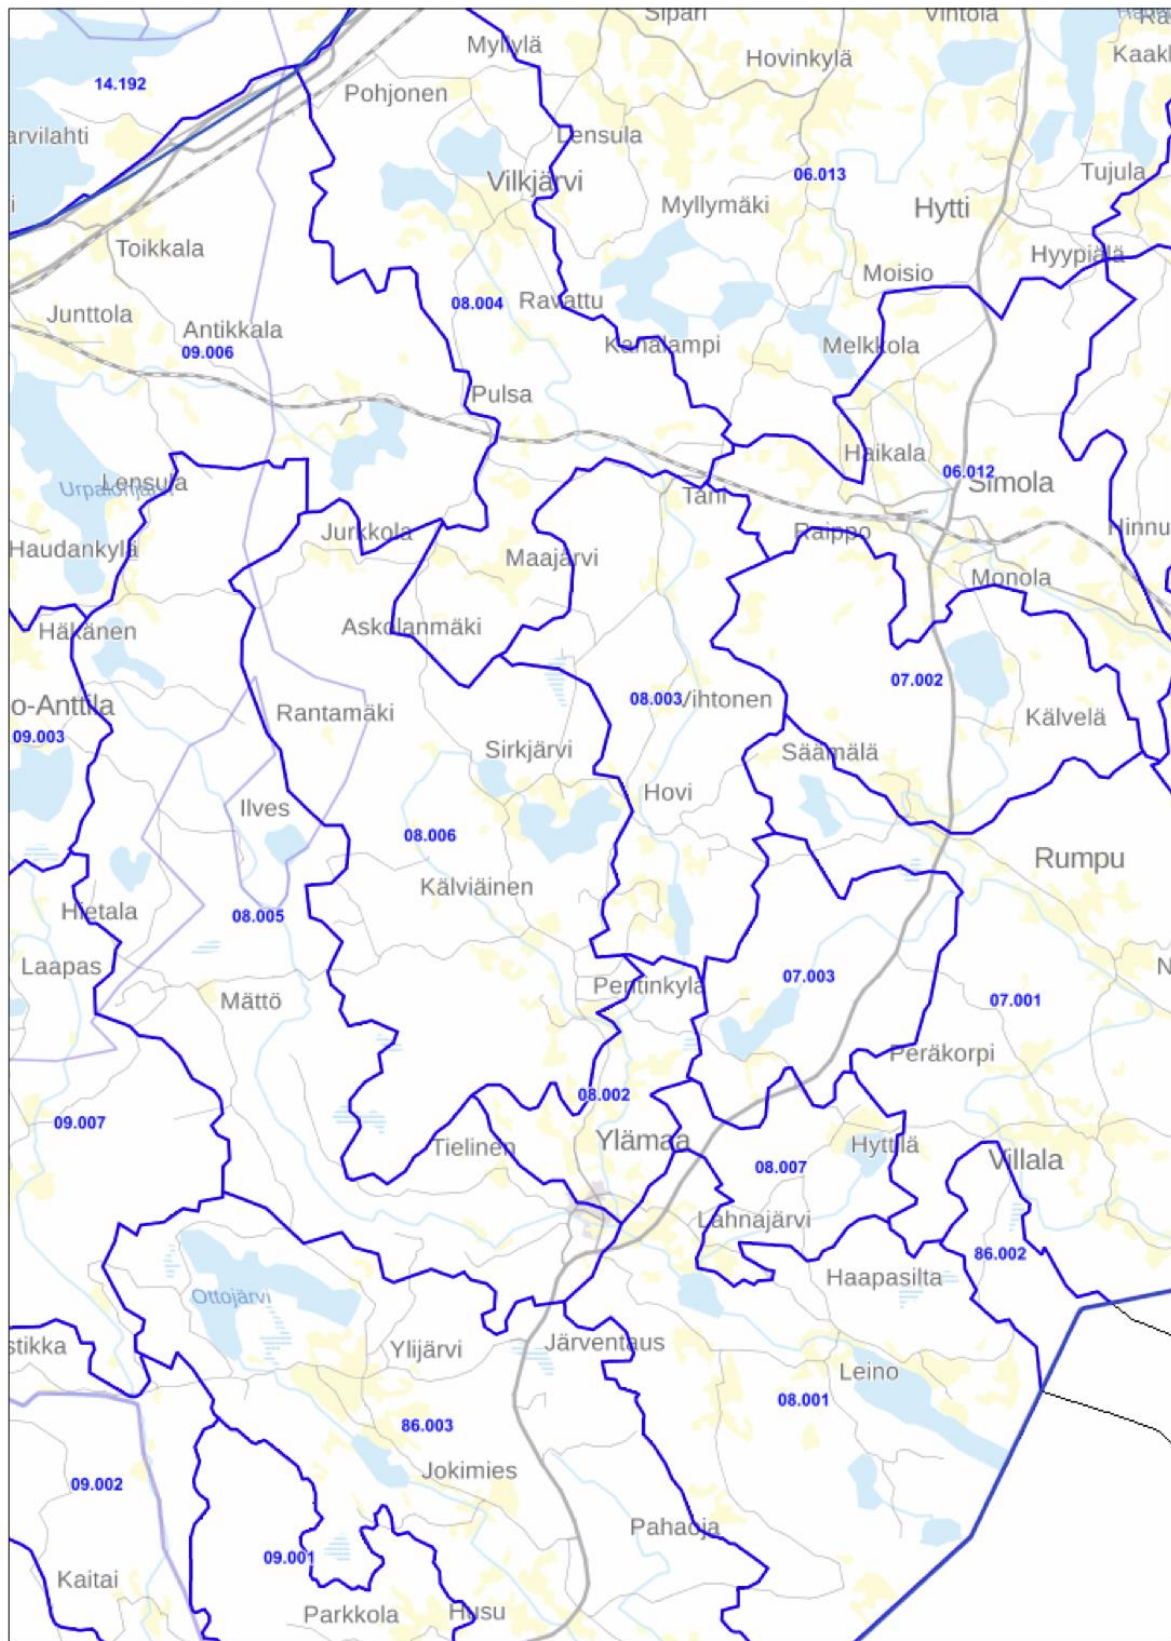 Sipari
Vintola
Myllylä
Hovinkylä
14.192
Pohjonen
arvilahti
Lensula
06.013
Tujula
Vilkjärvi
Myllymäki
Hytti
Toikkala
Hyypiälä
Moisio
08.004
Ravattu
Junttola
Antikkala
09.006
Kanalampi
Melkkola
Pulsa
Haikala
06.012
Simola
Lensula
Urpalonjärvi
Tani
Jurkkola
Raippo
Hinnu
Haudankylä
Maajärvi
Monola
Häkänen
Askolanmäki
07.002
o-Anttila
Rantamäki
08.003
Vihtonen
Kälvelä
09.003
Sirkjärvi
Säämälä
Hovi
Ilves
08.006
Rumpu
Kälviäinen
Hietala
08.005
Laapas
07.003
N
Pentinkylä
Mättö
07.001
Peräkorpi
08.002
09.007
Tielinen
Ylämaa
Hyttilä
Villala
08.007
Lahnajärvi
86.002
Haapasilta
Ottojärvi
stikka
Ylijärvi
Järventaus
Leino
08.001
86.003
Jokimies
09.002
Pahaoja
09.001
Kaitai
Parkkola
Husu